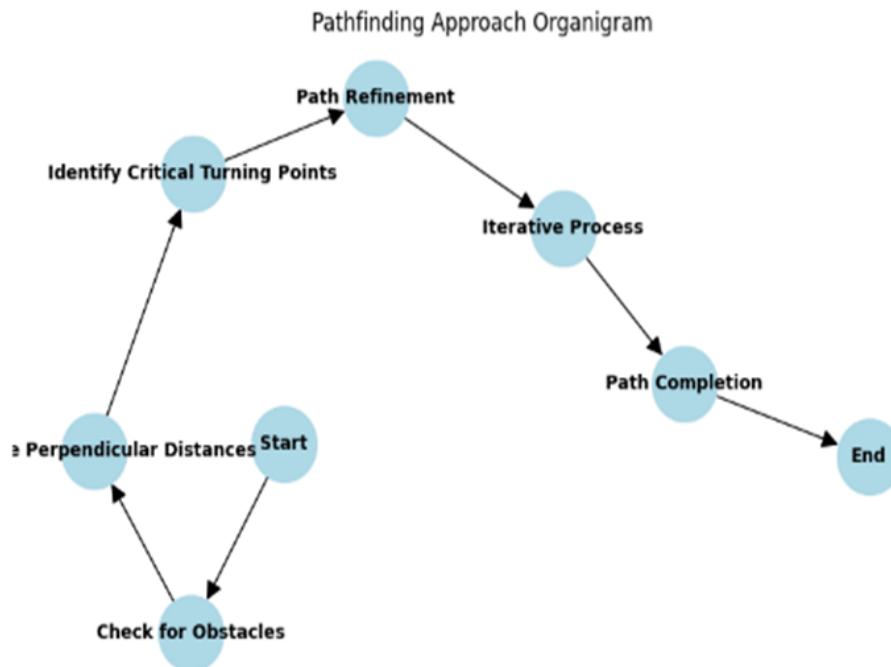 Pathfinding Approach Organigram
Path Refinement
Identify Critical Turning Points
Iterative Process
Path Completion
Perpendicular Distances
Start
End
Check for Obstacles